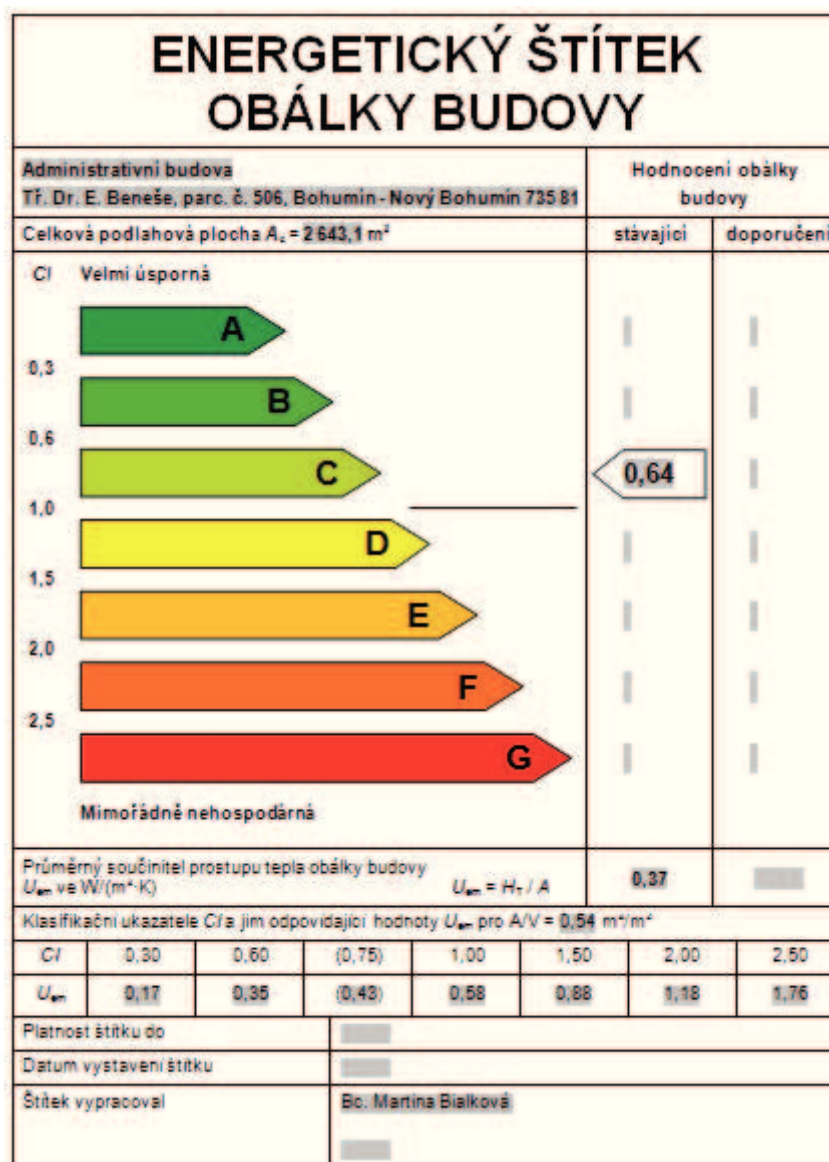 ENERGETICKÝ ŠTÍTEK
OBÁLKY BUDOVY
Administrativní budova
Tř. Dr. E. Beneše, parc. č. 506, Bohumín - Nový Bohumín 735 81
Hodnocení obálky
budovy
Celková podlahová plocha Ac = 2 643,1 m²
stávající
doporučení
CI Velmi úsporná
A
0,3
B
0,6
C
0,64
1,0
D
1,5
E
2,0
F
2,5
G
Mimořádně nehospodárná
Průměrný součinitel prostupu tepla obálky budovy
Uem ve W/(m²·K) Uem = HT / A
0,37
Klasifikační ukazatele CI a jim odpovídající hodnoty Uem pro A/V = 0,54 m²/m³
CI 0,30 0,60 (0,75) 1,00 1,50 2,00 2,50
Uem 0,17 0,35 (0,43) 0,58 0,88 1,18 1,76
Platnost štítku do
Datum vystavení štítku
Štítek vypracoval
Bc. Martina Bialková